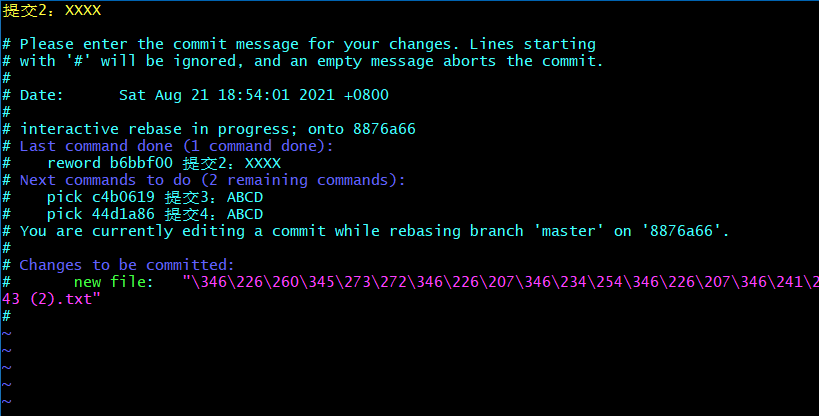 提交2：XXXX
# Please enter the commit message for your changes. Lines starting
# with '#' will be ignored, and an empty message aborts the commit.
#
# Date:      Sat Aug 21 18:54:01 2021 +0800
#
# interactive rebase in progress; onto 8876a66
# Last command done (1 command done):
#    reword b6bbf00 提交2：XXXX
# Next commands to do (2 remaining commands):
#    pick c4b0619 提交3：ABCD
#    pick 44d1a86 提交4：ABCD
# You are currently editing a commit while rebasing branch 'master' on '8876a66'.
#
# Changes to be committed:
#       new file:   "\346\226\260\345\273\272\346\226\207\346\234\254\346\226\207\346\241\2
43 (2).txt"
#
~
~
~
~
~